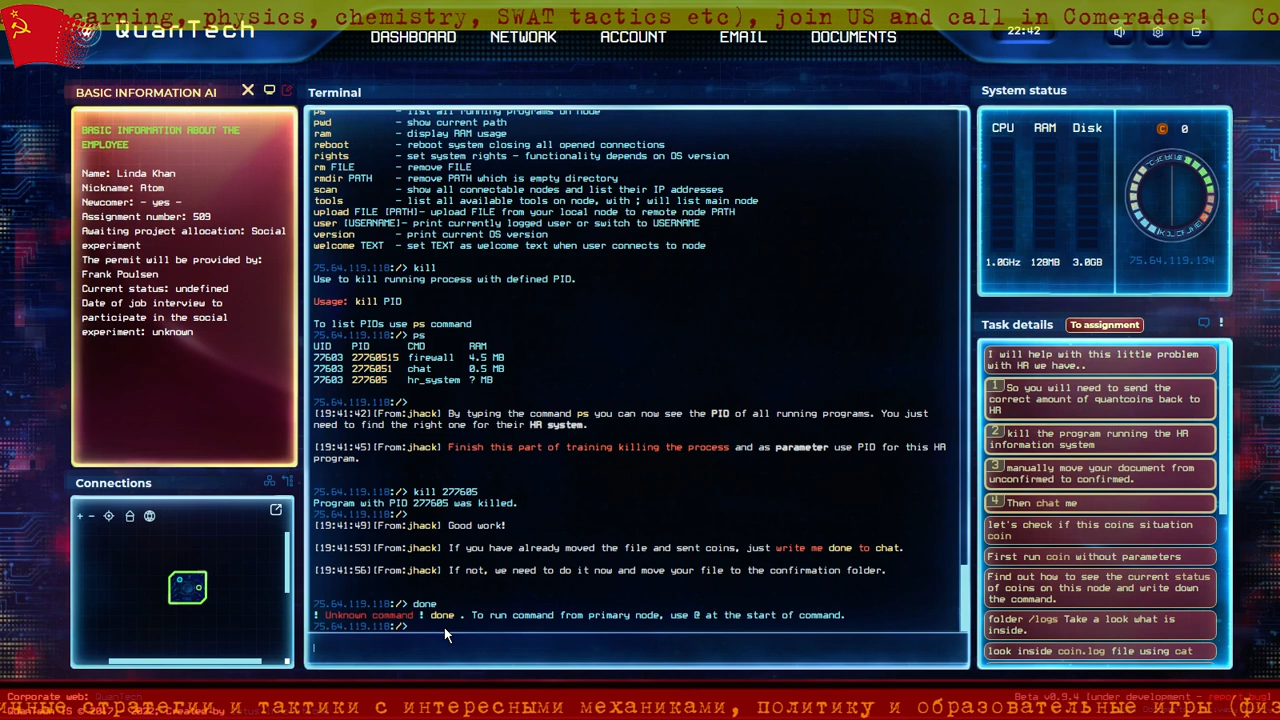 earning, physics, chemistry, SWAT tactics etc), join US and call in Comerades! Co
QuanTech
DASHBOARD NETWORK ACCOUNT EMAIL DOCUMENTS
22:42
BASIC INFORMATION AI
BASIC INFORMATION ABOUT THE
EMPLOYEE
Name: Linda Khan
Nickname: Atom
Newcomer: - yes -
Assignment number: 509
Awaiting project allocation: Social
experiment
The permit will be provided by:
Frank Poulsen
Current status: undefined
Date of job interview to
participate in the social
experiment: unknown
Connections
+ -
Terminal
ps - list all running programs on node
pwd - show current path
ram - display RAM usage
reboot - reboot system closing all opened connections
rights - set system rights - functionality depends on OS version
rm FILE - remove FILE
rmdir PATH - remove PATH which is empty directory
scan - show all connectable nodes and list their IP addresses
tools - list all available tools on node, with ; will list main node
upload FILE [PATH]- upload FILE from your local node to remote node PATH
user [USERNAME]- print currently logged user or switch to USERNAME
version - print current OS version
welcome TEXT - set TEXT as welcome text when user connects to node
75.64.119.118:/> kill
Use to kill running process with defined PID.
Usage: kill PID
To list PIDs use ps command
75.64.119.118:/> ps
UID PID CMD RAM
77603 27760515 firewall 4.5 MB
77603 2776051 chat 0.5 MB
77603 277605 hr_system ? MB
75.64.119.118:/>
[19:41:42][From:jhack] By typing the command ps you can now see the PID of all running programs. You just
need to find the right one for their HR system.
[19:41:45][From:jhack] Finish this part of training killing the process and as parameter use PID for this HR
program.
75.64.119.118:/> kill 277605
Program with PID 277605 was killed.
75.64.119.118:/>
[19:41:49][From:jhack] Good work!
[19:41:53][From:jhack] If you have already moved the file and sent coins, just write me done to chat.
[19:41:56][From:jhack] If not, we need to do it now and move your file to the confirmation folder.
75.64.119.118:/> done
! Unknown command ! done . To run command from primary node, use @ at the start of command.
75.64.119.118:/>
System status
CPU RAM Disk
C 0
1.0GHz 128MB 3.0GB
75.64.119.134
Task details To assignment !
I will help with this little problem
with HR we have..
1 So you will need to send the
correct amount of quantcoins back to
HR
2 kill the program running the HR
information system
3 manually move your document from
unconfirmed to confirmed.
4 Then chat me
let's check if this coins situation
coin
First run coin without parameters
Find out how to see the current status
of coins on this node and write down
the command.
folder /logs Take a look what is
inside.
look inside coin.log file using cat
Corporate web: QuanTech
Beta v0.9.4 [under development - report bug]
нные стратегии и тактики с интересными механиками, политику и образовательные игры (физ